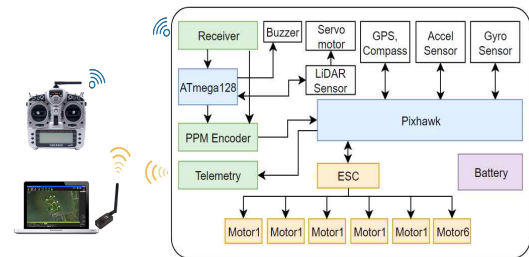 Receiver
Buzzer
Servo
motor
GPS,
Compass
Accel
Sensor
Gyro
Sensor
ATmega128
LiDAR
Sensor
PPM Encoder
Pixhawk
Telemetry
ESC
Battery
Motor1
Motor1
Motor1
Motor1
Motor1
Motor6